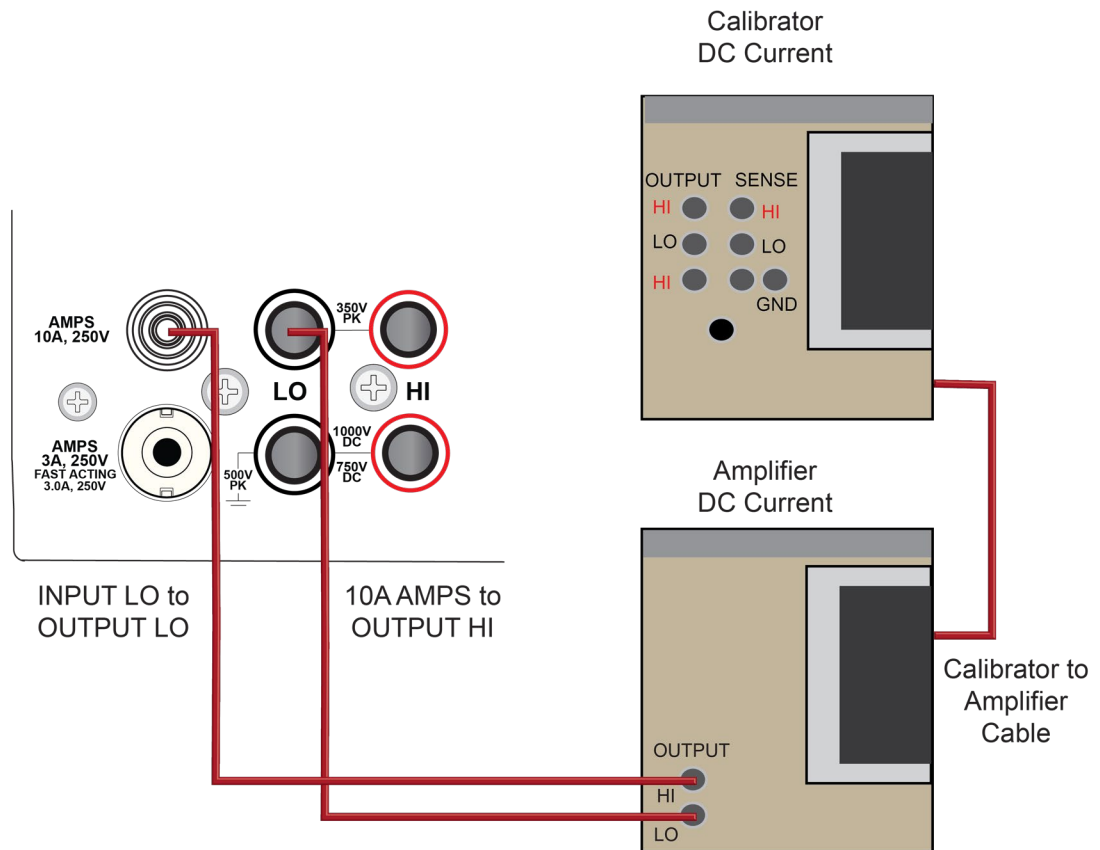 Calibrator
DC Current
OUTPUT SENSE
HI HI
LO LO
HI
GND
AMPS
10A, 250V
350V
PK
LO HI
AMPS
3A, 250V
FAST ACTING
3.0A, 250V
500V
PK
1000V
DC
750V
DC
Amplifier
DC Current
INPUT LO to
OUTPUT LO
10A AMPS to
OUTPUT HI
Calibrator to
Amplifier
Cable
OUTPUT
HI
LO